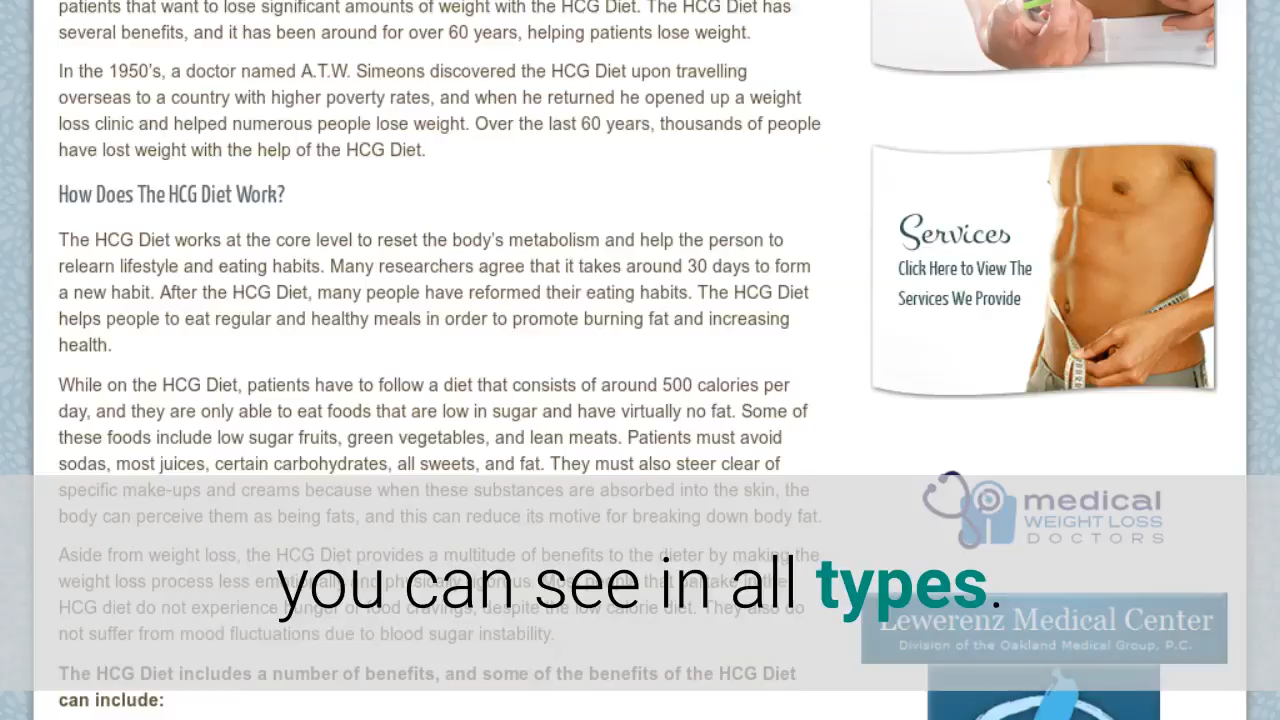 patients that want to lose significant amounts of weight with the HCG Diet. The HCG Diet has
several benefits, and it has been around for over 60 years, helping patients lose weight.
In the 1950's, a doctor named A.T.W. Simeons discovered the HCG Diet upon travelling
overseas to a country with higher poverty rates, and when he returned he opened up a weight
loss clinic and helped numerous people lose weight. Over the last 60 years, thousands of people
have lost weight with the help of the HCG Diet.
How Does The HCG Diet Work?
The HCG Diet works at the core level to reset the body's metabolism and help the person to
relearn lifestyle and eating habits. Many researchers agree that it takes around 30 days to form
a new habit. After the HCG Diet, many people have reformed their eating habits. The HCG Diet
helps people to eat regular and healthy meals in order to promote burning fat and increasing
health.
While on the HCG Diet, patients have to follow a diet that consists of around 500 calories per
day, and they are only able to eat foods that are low in sugar and have virtually no fat. Some of
these foods include low sugar fruits, green vegetables, and lean meats. Patients must avoid
sodas, most juices, certain carbohydrates, all sweets, and fat. They must also steer clear of
specific make-ups and creams because when these substances are absorbed into the skin, the
body can perceive them as being fats, and this can reduce its motive for breaking down body fat.
Aside from weight loss, the HCG Diet provides a multitude of benefits to the dieter by making the
weight loss process less and
HCG diet do not experience hunger or food cravings, despite the low calorie diet. They also do
not suffer from mood fluctuations due to blood sugar instability.
The HCG Diet includes a number of benefits, and some of the benefits of the HCG Diet
can include:
you can see in all types.
Services
Click Here to View The
Services We Provide
medical
WEIGHT LOSS
DOCTORS
Lewerenz Medical Center
Division of the Oakland Medical Group, P.C.